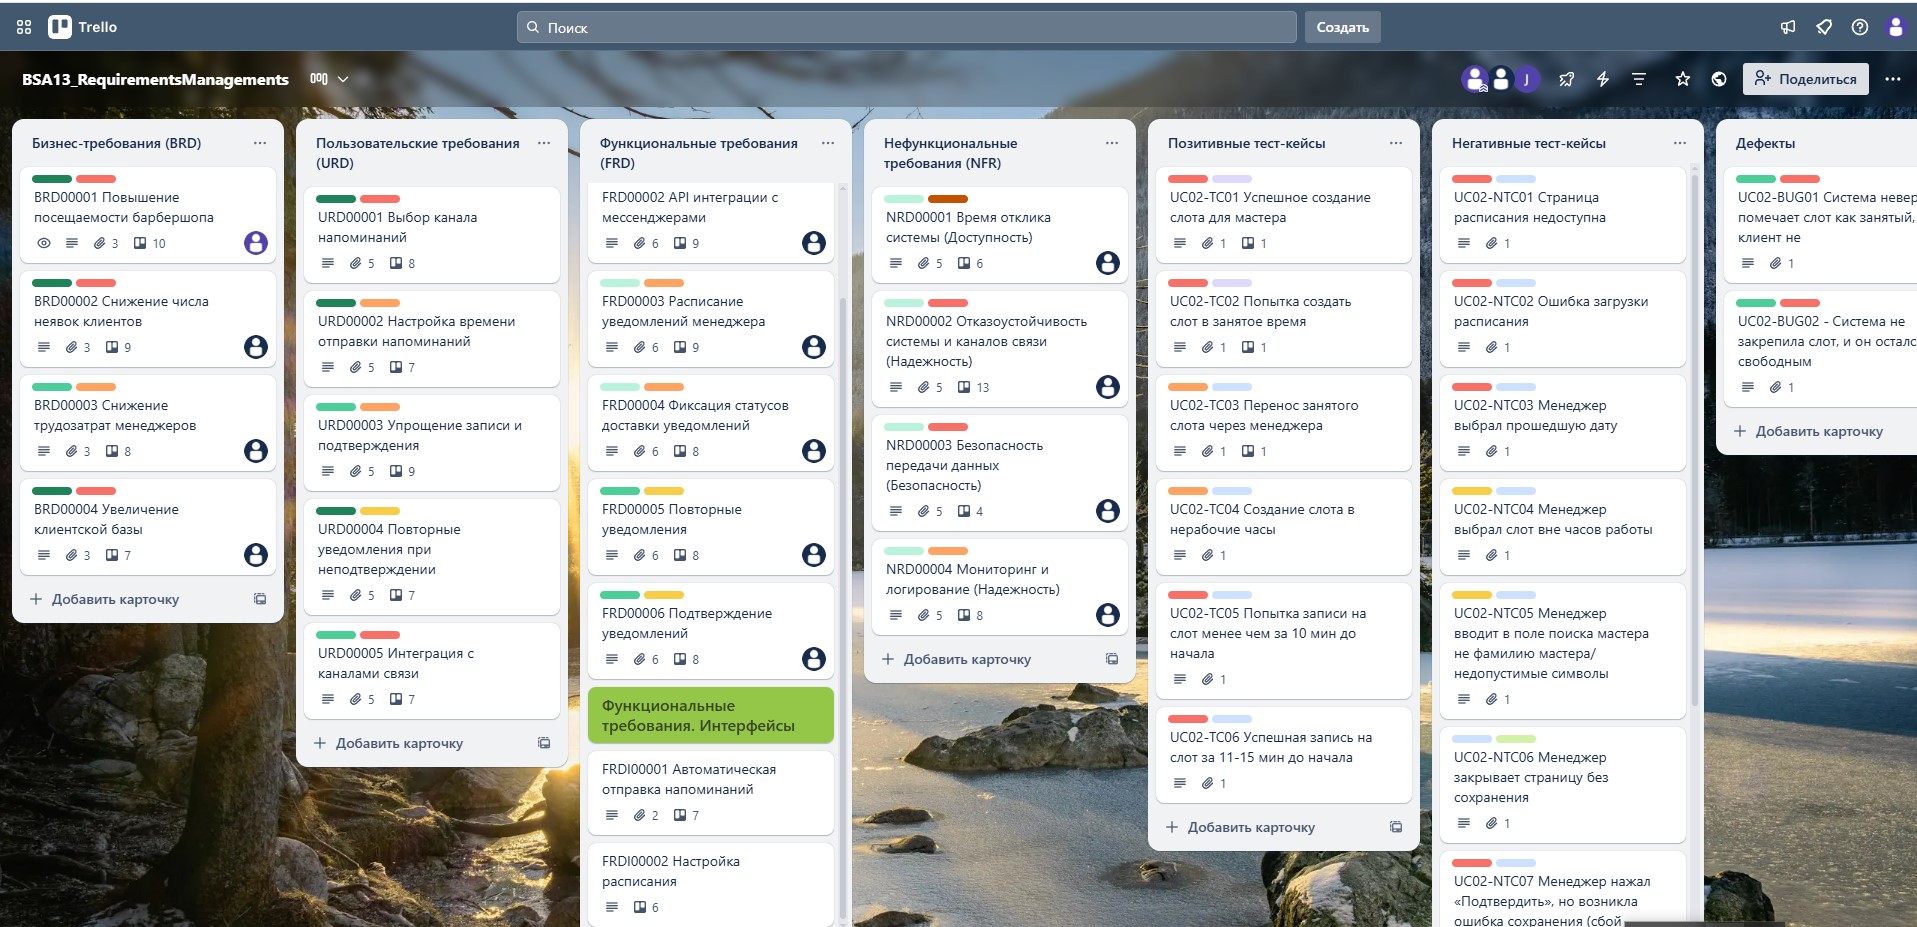 Trello
Поиск
Создать
BSA13_RequirementsManagements
J
Поделиться
Бизнес-требования (BRD)
BRD00001 Повышение
посещаемости барбершопа
3 10
BRD00002 Снижение числа
неявок клиентов
3 9
BRD00003 Снижение
трудозатрат менеджеров
3 8
BRD00004 Увеличение
клиентской базы
3 7
Добавить карточку
Пользовательские требования
(URD)
URD00001 Выбор канала
напоминаний
5 8
URD00002 Настройка времени
отправки напоминаний
5 7
URD00003 Упрощение записи и
подтверждения
5 9
URD00004 Повторные
уведомления при
неподтверждении
5 7
URD00005 Интеграция с
каналами связи
5 7
Добавить карточку
Функциональные требования
(FRD)
FRD00002 API интеграции с
мессенджерами
6 9
FRD00003 Расписание
уведомлений менеджера
6 9
FRD00004 Фиксация статусов
доставки уведомлений
6 8
FRD00005 Повторные
уведомления
6 8
FRD00006 Подтверждение
уведомлений
6 8
Функциональные
требования. Интерфейсы
FRDI00001 Автоматическая
отправка напоминаний
2 7
FRDI00002 Настройка
расписания
6
Нефункциональные
требования (NFR)
NRD00001 Время отклика
системы (Доступность)
5 6
NRD00002 Отказоустойчивость
системы и каналов связи
(Надежность)
5 13
NRD00003 Безопасность
передачи данных
(Безопасность)
5 4
NRD00004 Мониторинг и
логирование (Надежность)
5 8
Добавить карточку
Позитивные тест-кейсы
UC02-TC01 Успешное создание
слота для мастера
1 1
UC02-TC02 Попытка создать
слот в занятое время
1 1
UC02-TC03 Перенос занятого
слота через менеджера
1 1
UC02-TC04 Создание слота в
нерабочие часы
1
UC02-TC05 Попытка записи на
слот менее чем за 10 мин до
начала
1
UC02-TC06 Успешная запись на
слот за 11-15 мин до начала
1
Добавить карточку
Негативные тест-кейсы
UC02-NTC01 Страница
расписания недоступна
1
UC02-NTC02 Ошибка загрузки
расписания
1
UC02-NTC03 Менеджер
выбрал прошедшую дату
1
UC02-NTC04 Менеджер
выбрал слот вне часов работы
1
UC02-NTC05 Менеджер
вводит в поле поиска мастера
не фамилию мастера/
недопустимые символы
1
UC02-NTC06 Менеджер
закрывает страницу без
сохранения
1
UC02-NTC07 Менеджер нажал
«Подтвердить», но возникла
ошибка сохранения (сбой
Дефекты
UC02-BUG01 Система невер
помечает слот как занятый,
клиент не
1
UC02-BUG02 - Система не
закрепила слот, и он осталс
свободным
1
Добавить карточку